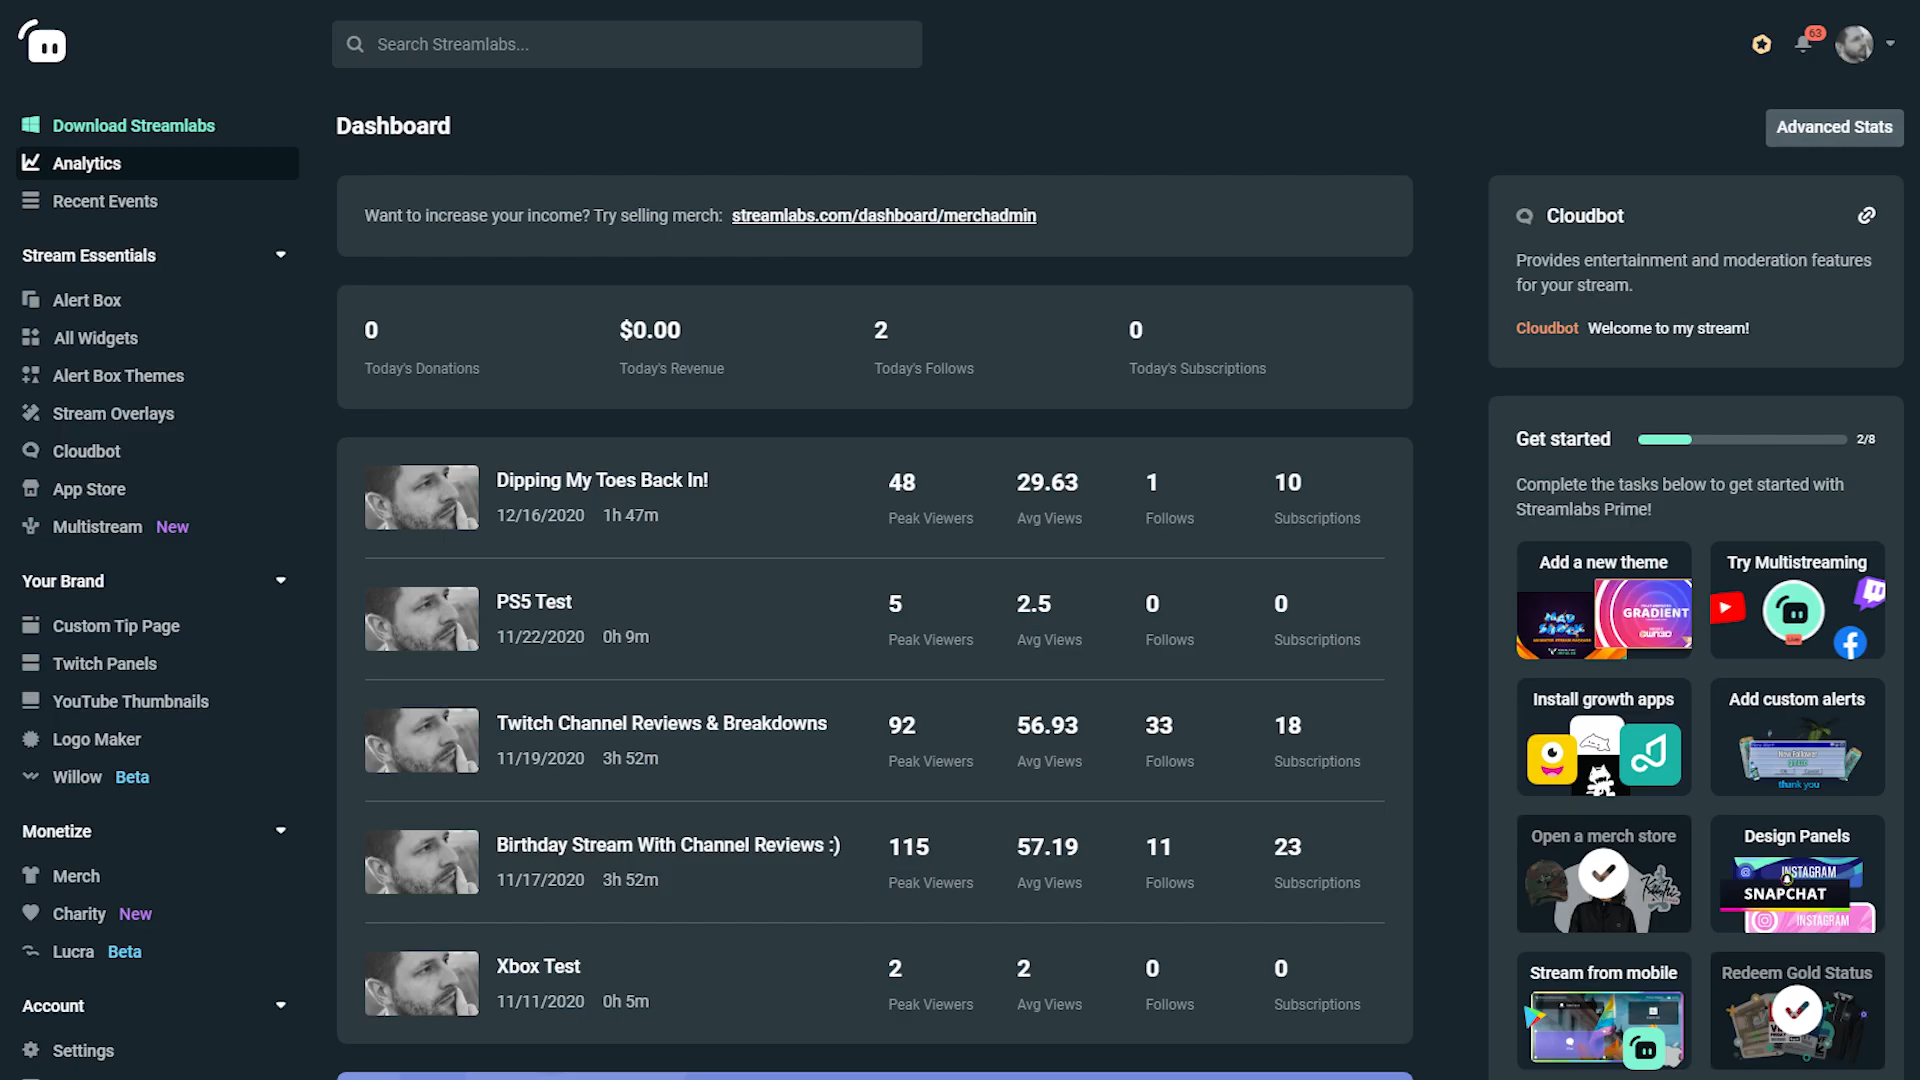 Search Streamlabs...
63
Download Streamlabs
Analytics
Recent Events
Stream Essentials
Alert Box
All Widgets
Alert Box Themes
Stream Overlays
Cloudbot
App Store
Multistream New
Your Brand
Custom Tip Page
Twitch Panels
YouTube Thumbnails
Logo Maker
Willow Beta
Monetize
Merch
Charity New
Lucra Beta
Account
Settings
Dashboard
Advanced Stats
Want to increase your income? Try selling merch: streamlabs.com/dashboard/merchadmin
0 $0.00 2 0
Today's Donations Today's Revenue Today's Follows Today's Subscriptions
Dipping My Toes Back In! 48 29.63 1 10
12/16/2020 1h 47m Peak Viewers Avg Views Follows Subscriptions
PS5 Test 5 2.5 0 0
11/22/2020 0h 9m Peak Viewers Avg Views Follows Subscriptions
Twitch Channel Reviews & Breakdowns 92 56.93 33 18
11/19/2020 3h 52m Peak Viewers Avg Views Follows Subscriptions
Birthday Stream With Channel Reviews :) 115 57.19 11 23
11/17/2020 3h 52m Peak Viewers Avg Views Follows Subscriptions
Xbox Test 2 2 0 0
11/11/2020 0h 5m Peak Viewers Avg Views Follows Subscriptions
Cloudbot
Provides entertainment and moderation features
for your stream.
Cloudbot Welcome to my stream!
Get started 2/8
Complete the tasks below to get started with
Streamlabs Prime!
Add a new theme
GRADIENT
OWN3D
Try Multistreaming
Install growth apps
Add custom alerts
New Follower
thank you
Open a merch store
Design Panels
INSTAGRAM
SNAPCHAT
INSTAGRAM
Stream from mobile
Redeem Gold Status